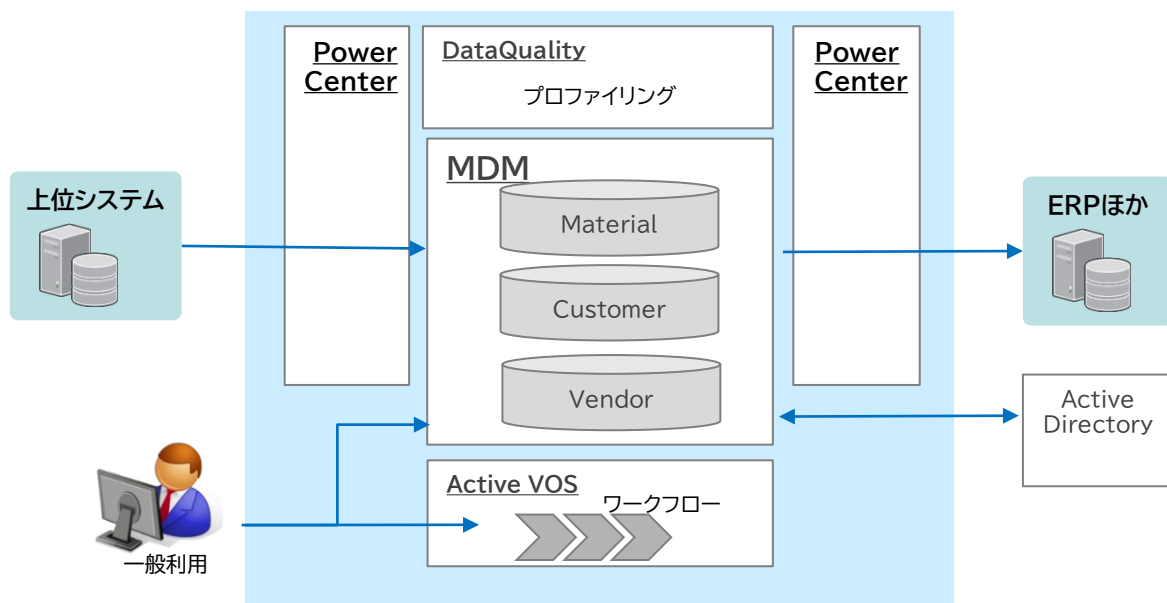 Power
Center
DataQuality
プロファイリング
Power
Center
上位システム
MDM
Material
Customer
Vendor
ERPほか
Active
Directory
Active VOS
ワークフロー
一般利用